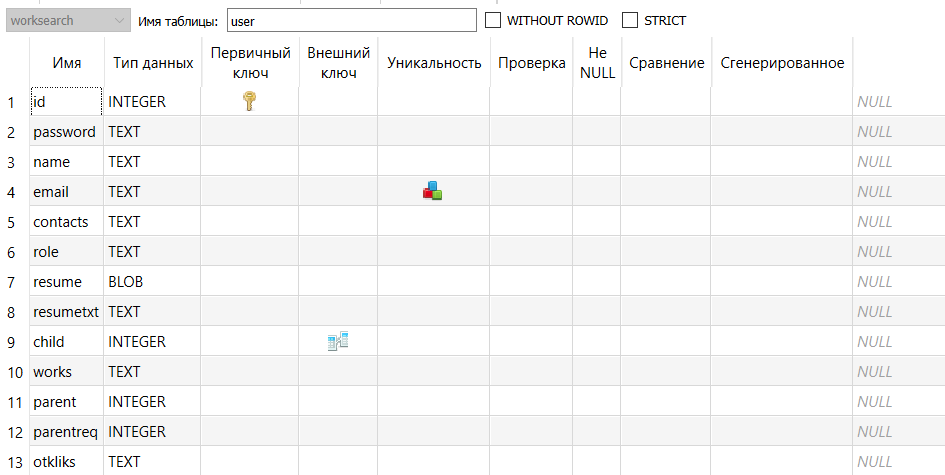 worksearch Имя таблицы: user WITHOUT ROWID STRICT
Имя Тип данных Первичный ключ Внешний ключ Уникальность Проверка Не NULL Сравнение Сгенерированное
1 id INTEGER NULL
2 password TEXT NULL
3 name TEXT NULL
4 email TEXT NULL
5 contacts TEXT NULL
6 role TEXT NULL
7 resume BLOB NULL
8 resumetxt TEXT NULL
9 child INTEGER NULL
10 works TEXT NULL
11 parent INTEGER NULL
12 parentreq INTEGER NULL
13 otkliks TEXT NULL